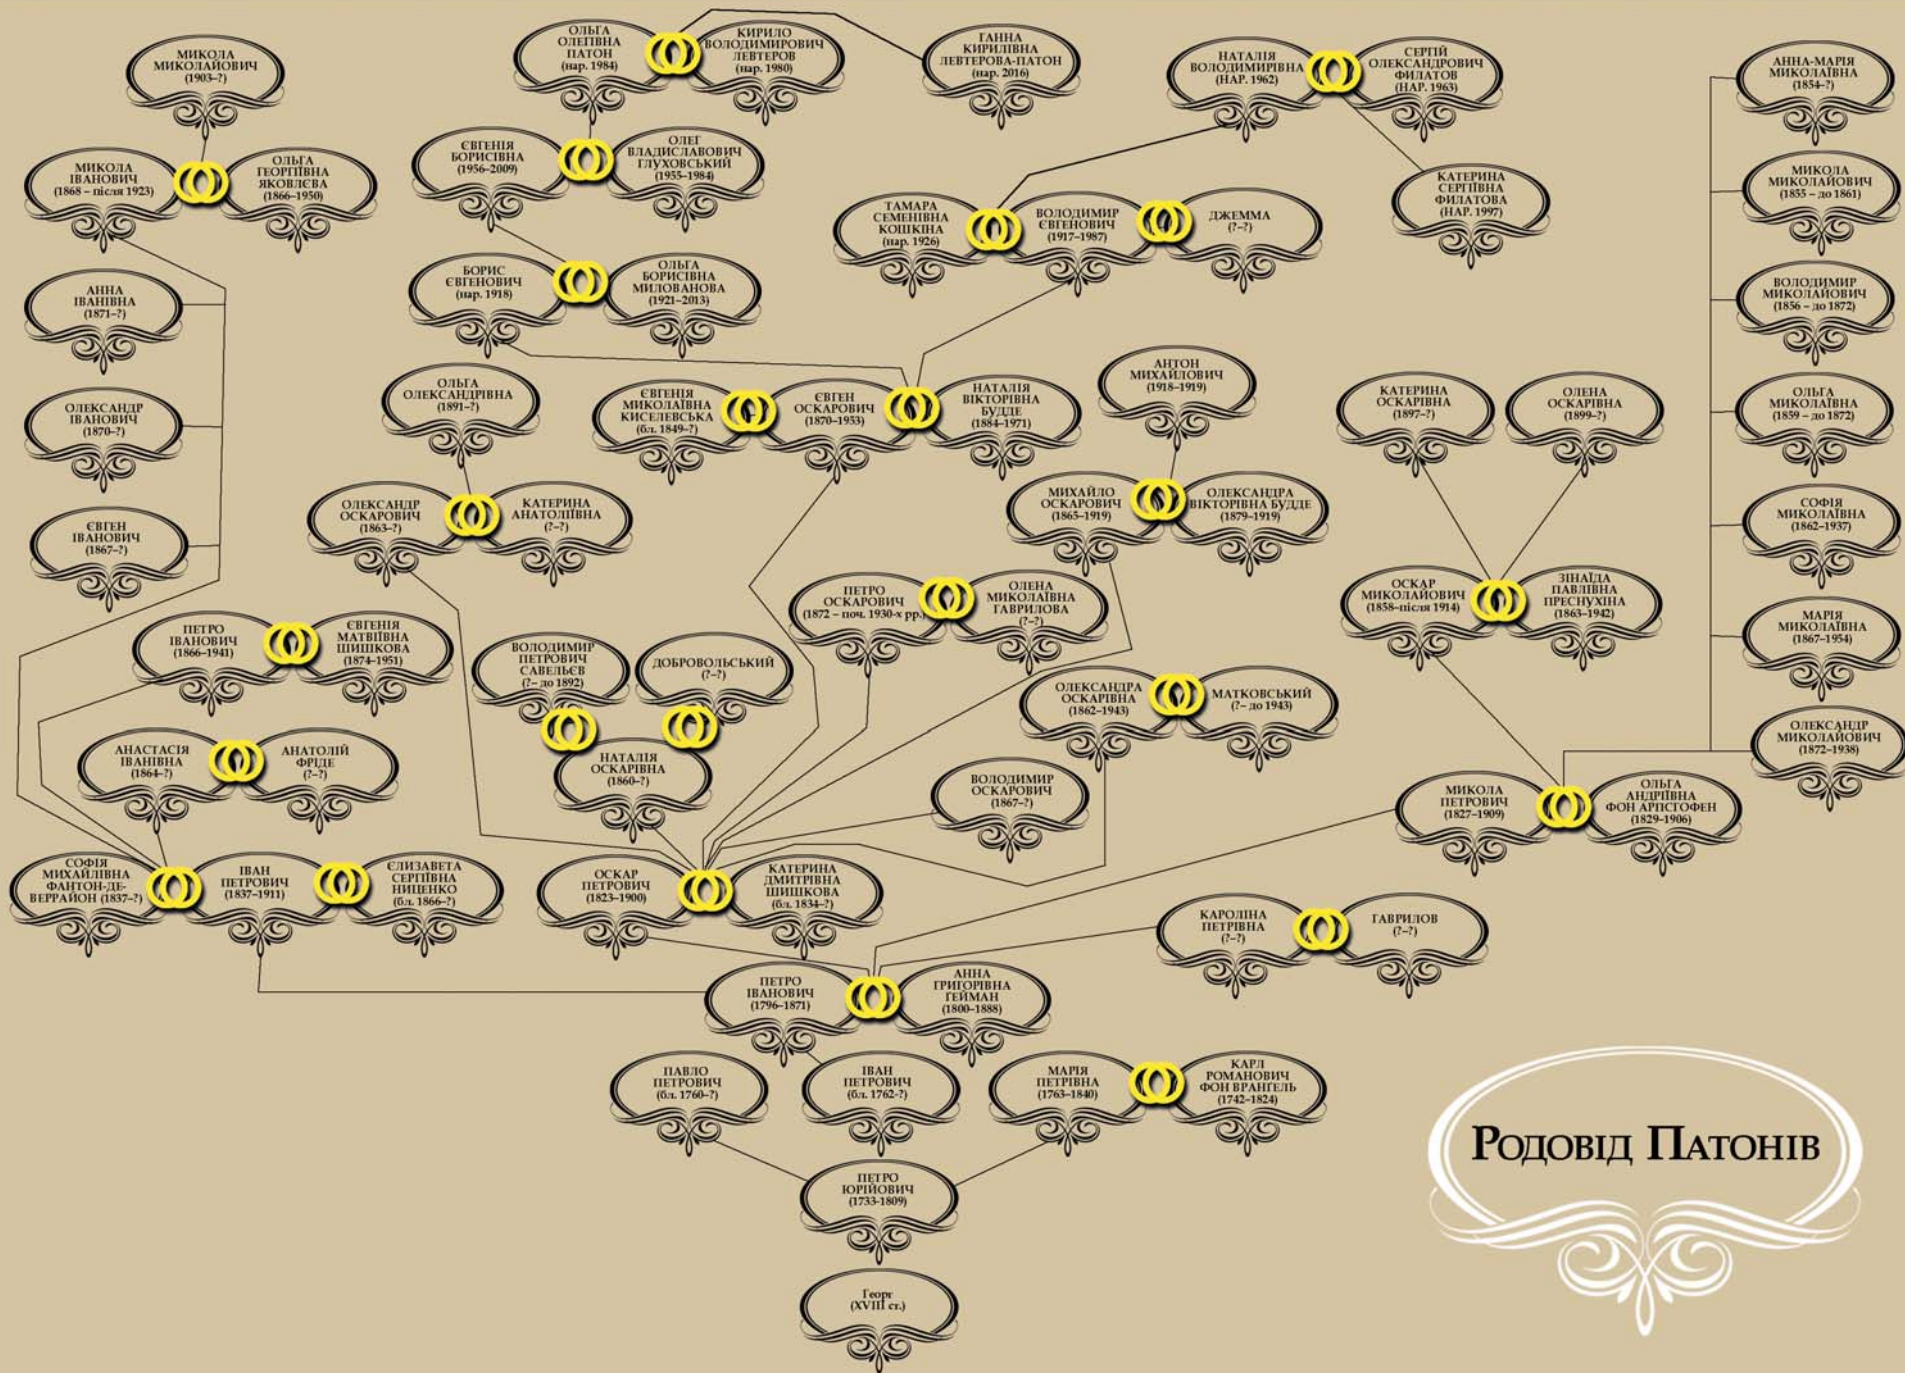 МИКОЛА
МИКОЛАЙОВИЧ
(1903–?)
ОЛЬГА
ОЛЕГІВНА
ПАТОН
(нар. 1984)
КИРИЛО
ВОЛОДИМИРОВИЧ
ЛЕВТЕРОВ
(нар. 1980)
ГАННА
КИРИЛІВНА
ЛЕВТЕРОВА-ПАТОН
(нар. 2016)
НАТАЛІЯ
ВОЛОДИМИРІВНА
(НАР. 1962)
СЕРГІЙ
ОЛЕКСАНДРОВИЧ
ФИЛАТОВ
(НАР. 1963)
АННА-МАРІЯ
МИКОЛАЇВНА
(1854–?)
МИКОЛА
ІВАНОВИЧ
(1868 – після 1923)
ОЛЬГА
ГЕОРГІЇВНА
ЯКОВЛЄВА
(1866–1950)
ЄВГЕНІЯ
БОРИСІВНА
(1956–2009)
ОЛЕГ
ВЛАДИСЛАВОВИЧ
ГЛУХОВСЬКИЙ
(1955–1984)
ТАМАРА
СЕМЕНІВНА
КОШКІНА
(нар. 1926)
ВОЛОДИМИР
ЄВГЕНОВИЧ
(1917–1987)
ДЖЕММА
(?–?)
КАТЕРИНА
СЕРГІЇВНА
ФИЛАТОВА
(НАР. 1997)
МИКОЛА
МИКОЛАЙОВИЧ
(1855 – до 1861)
АННА
ІВАНІВНА
(1871–?)
БОРИС
ЄВГЕНОВИЧ
(нар. 1918)
ОЛЬГА
БОРИСІВНА
МИЛОВАНОВА
(1921–2013)
ВОЛОДИМИР
МИКОЛАЙОВИЧ
(1856 – до 1872)
ОЛЕКСАНДР
ІВАНОВИЧ
(1870–?)
ОЛЬГА
ОЛЕКСАНДРІВНА
(1891–?)
ЄВГЕНІЯ
МИКОЛАЇВНА
КИСЕЛЕВСЬКА
(бл. 1849–?)
ЄВГЕН
ОСКАРОВИЧ
(1870–1953)
НАТАЛІЯ
ВІКТОРІВНА
БУДДЕ
(1884–1971)
АНТОН
МИХАЙЛОВИЧ
(1918–1919)
КАТЕРИНА
ОСКАРІВНА
(1897–?)
ОЛЕНА
ОСКАРІВНА
(1899–?)
ОЛЬГА
МИКОЛАЇВНА
(1859 – до 1872)
ЄВГЕН
ІВАНОВИЧ
(1867–?)
ОЛЕКСАНДР
ОСКАРОВИЧ
(1863–?)
КАТЕРИНА
АНАТОЛІЇВНА
(?–?)
МИХАЙЛО
ОСКАРОВИЧ
(1865–1919)
ОЛЕКСАНДРА
ВІКТОРІВНА БУДДЕ
(1879–1919)
СОФІЯ
МИКОЛАЇВНА
(1862–1937)
ПЕТРО
ІВАНОВИЧ
(1866–1941)
ЄВГЕНІЯ
МАТВІЇВНА
ШИШКОВА
(1874–1951)
ПЕТРО
ОСКАРОВИЧ
(1872 – поч. 1930-х рр.)
ОЛЕНА
МИКОЛАЇВНА
ГАВРИЛОВА
(?–?)
ОСКАР
МИКОЛАЙОВИЧ
(1858–після 1914)
ЗІНАЇДА
ПАВЛІВНА
ПРЕСНУХІНА
(1863–1942)
МАРІЯ
МИКОЛАЇВНА
(1867–1954)
ВОЛОДИМИР
ПЕТРОВИЧ
САВЕЛЬЄВ
(?– до 1892)
ДОБРОВОЛЬСЬКИЙ
(?–?)
ОЛЕКСАНДРА
ОСКАРІВНА
(1862–1943)
МАТКОВСЬКИЙ
(?– до 1943)
ОЛЕКСАНДР
МИКОЛАЙОВИЧ
(1872–1938)
АНАСТАСІЯ
ІВАНІВНА
(1864–?)
АНАТОЛІЙ
ФРІДЕ
(?–?)
НАТАЛІЯ
ОСКАРІВНА
(1860–?)
ВОЛОДИМИР
ОСКАРОВИЧ
(1867–?)
МИКОЛА
ПЕТРОВИЧ
(1827–1909)
ОЛЬГА
АНДРІЇВНА
ФОН АРПСТОФЕН
(1829–1906)
СОФІЯ
МИХАЙЛІВНА
ФАНТОН-ДЕ-
ВЕРРАЙОН (1837–?)
ІВАН
ПЕТРОВИЧ
(1837–1911)
ЄЛИЗАВЕТА
СЕРГІЇВНА
НИЦЕНКО
(бл. 1866–?)
ОСКАР
ПЕТРОВИЧ
(1823–1900)
КАТЕРИНА
ДМИТРІВНА
ШИШКОВА
(бл. 1834–?)
КАРОЛІНА
ПЕТРІВНА
(?–?)
ГАВРИЛОВ
(?–?)
ПЕТРО
ІВАНОВИЧ
(1796–1871)
АННА
ГРИГОРІВНА
ГЕЙМАН
(1800–1888)
ПАВЛО
ПЕТРОВИЧ
(бл. 1760–?)
ІВАН
ПЕТРОВИЧ
(бл. 1762-?)
МАРІЯ
ПЕТРІВНА
(1763–1840)
КАРЛ
РОМАНОВИЧ
ФОН ВРАНГЕЛЬ
(1742–1824)
ПЕТРО
ЮРІЙОВИЧ
(1733-1809)
Георг
(XVIII ст.)
РОДОВІД ПАТОНІВ